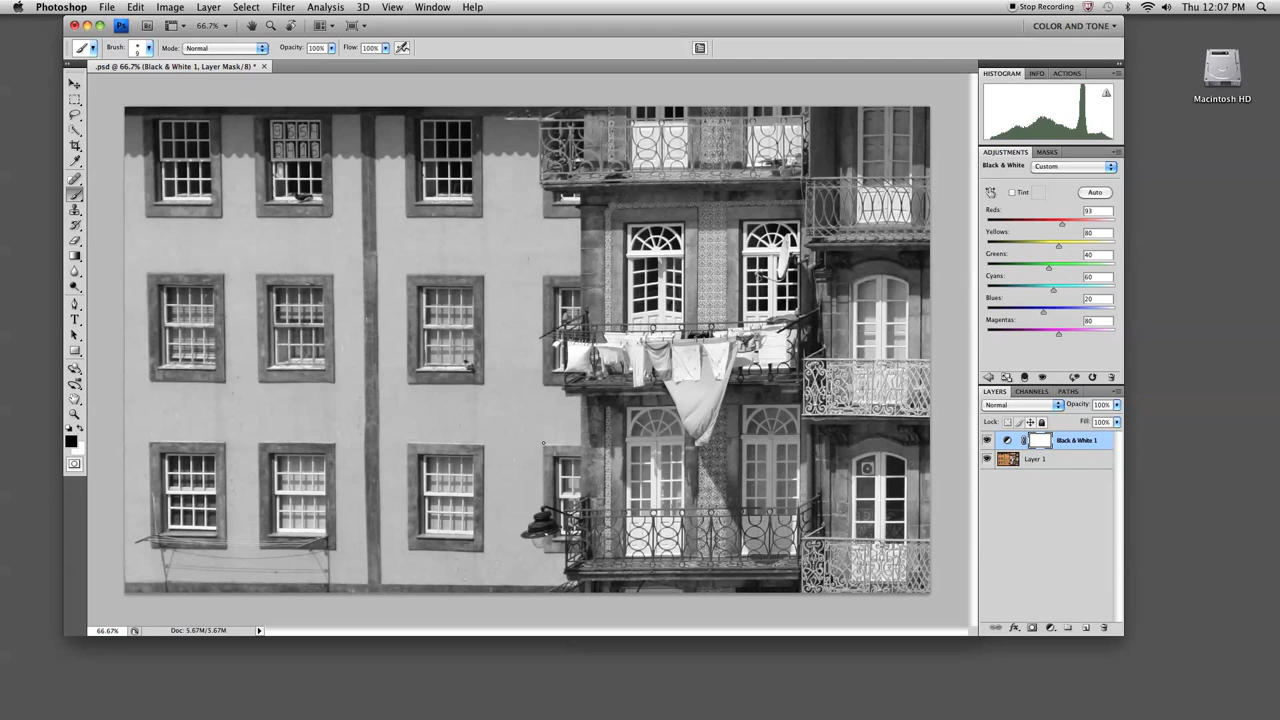 Photoshop File Edit Image Layer Select Filter Analysis 3D View Window Help Stop Recording Thu 12:07 PM
Ps Br 66.7% COLOR AND TONE
Brush: 9 Mode: Normal Opacity: 100% Flow: 100%
.psd @ 66.7% (Black & White 1, Layer Mask/8) *
HISTOGRAM INFO ACTIONS
Macintosh HD
ADJUSTMENTS MASKS
Black & White Custom
Tint Auto
Reds: 93
Yellows: 80
Greens: 40
Cyans: 60
Blues: 20
Magentas: 80
LAYERS CHANNELS PATHS
Normal Opacity: 100%
Lock: Fill: 100%
Black & White 1
Layer 1
66.67% Doc: 5.67M/5.67M